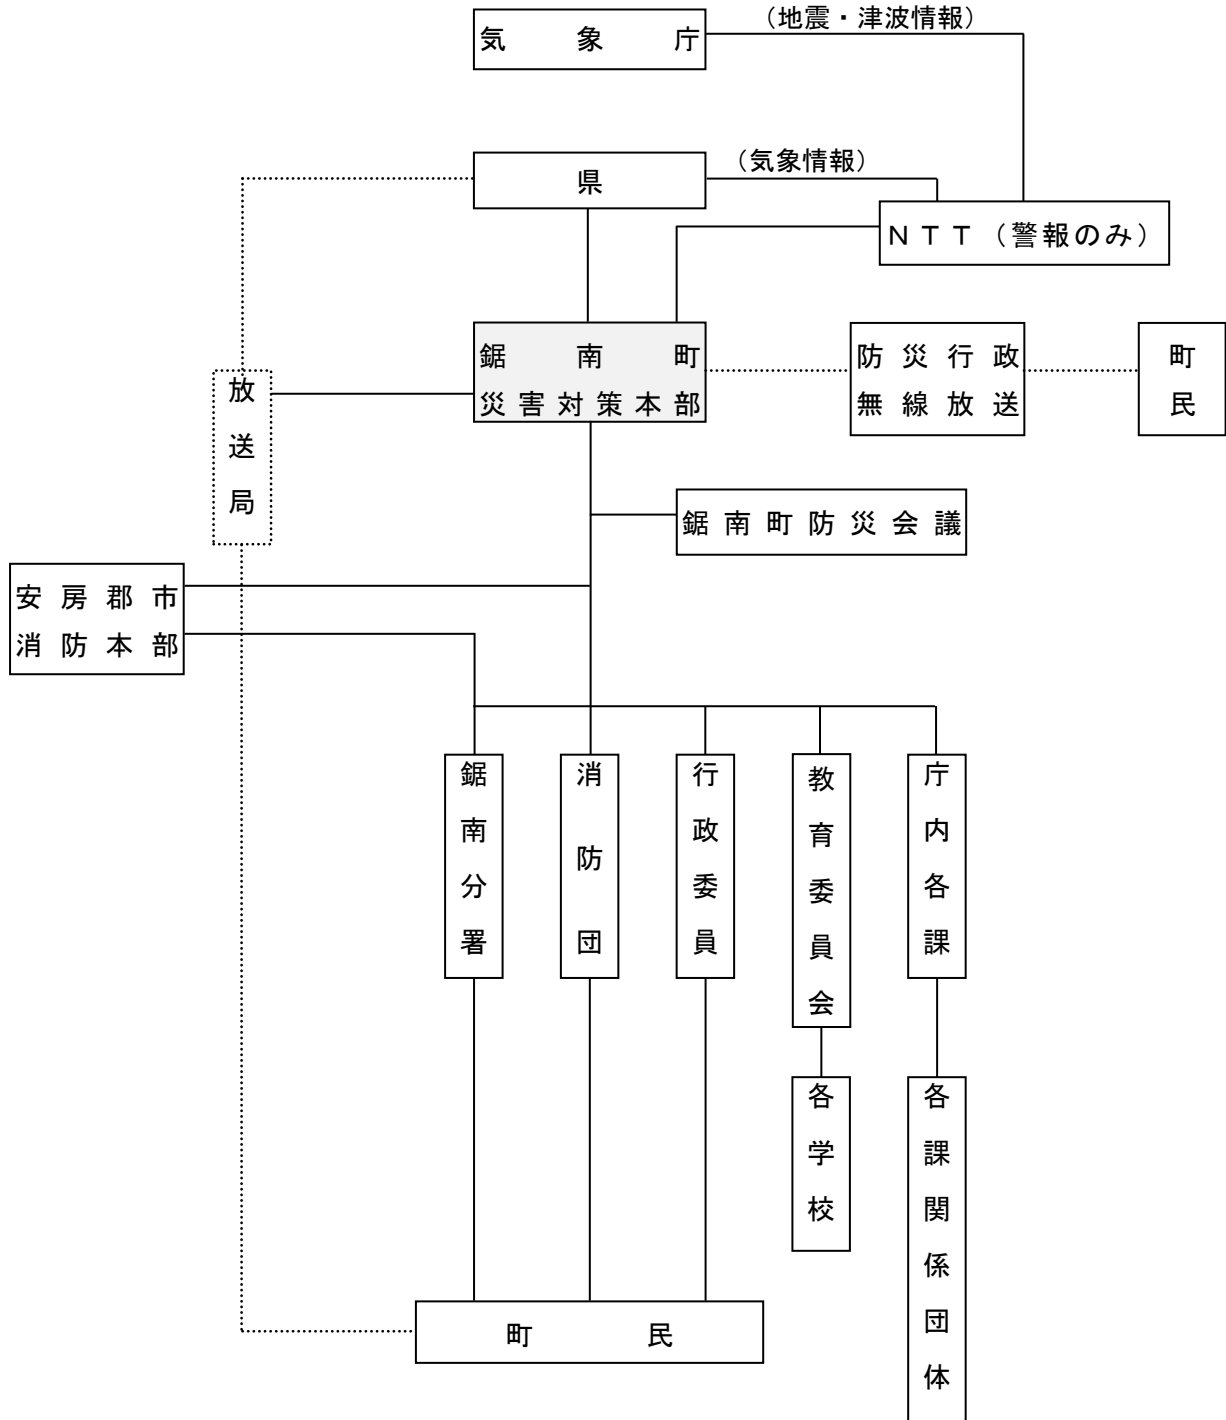 （地震・津波情報）
気象庁
（気象情報）
県
ＮＴＴ（警報のみ）
鋸南町
災害対策本部
防災行政
無線放送
町民
放送局
鋸南町防災会議
安房郡市
消防本部
鋸南分署
消防団
行政委員
教育委員会
庁内各課
各学校
各課関係団体
町民